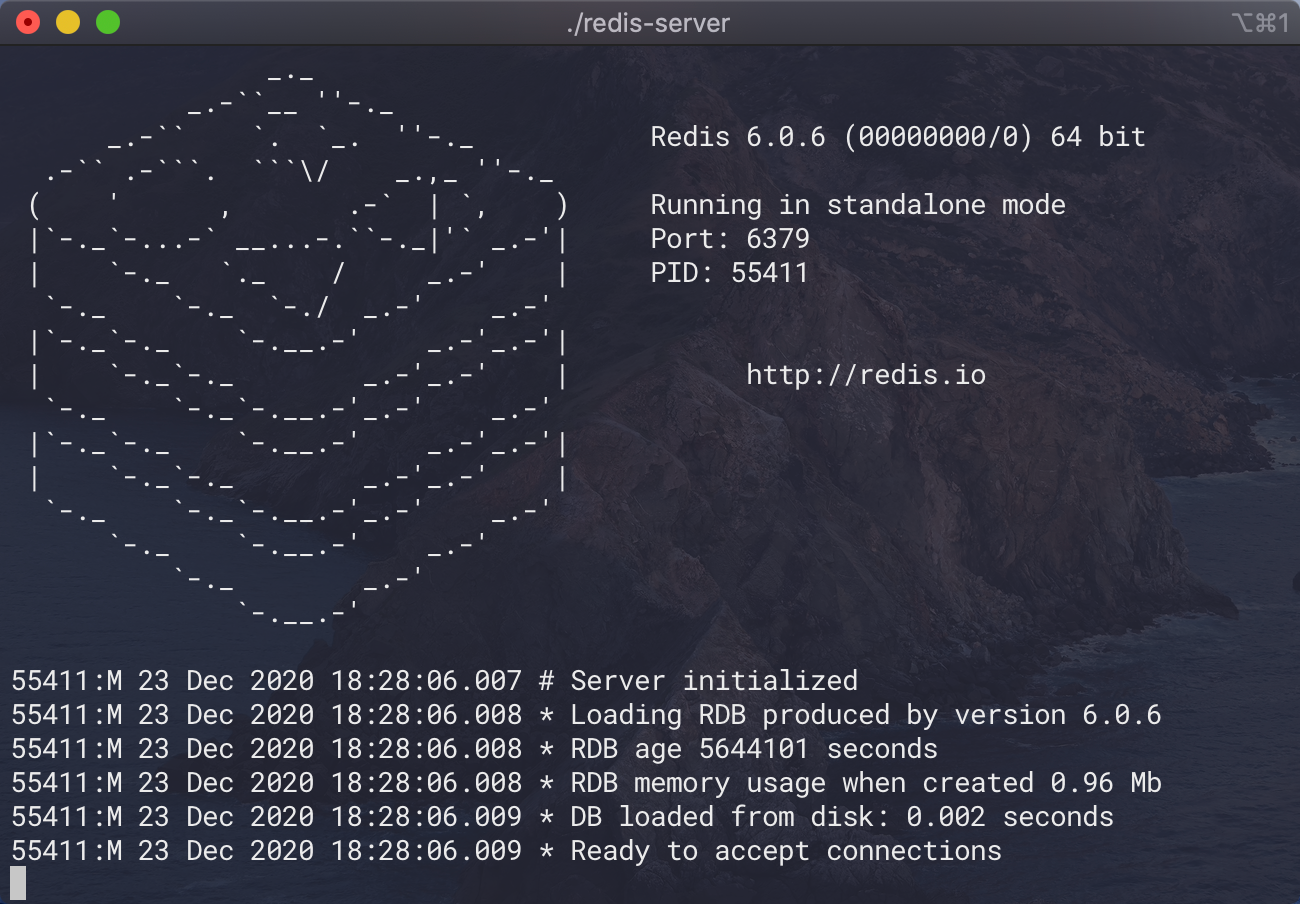 ./redis-server
⌥⌘1
Redis 6.0.6 (00000000/0) 64 bit
Running in standalone mode
Port: 6379
PID: 55411
http://redis.io
55411:M 23 Dec 2020 18:28:06.007 # Server initialized
55411:M 23 Dec 2020 18:28:06.008 * Loading RDB produced by version 6.0.6
55411:M 23 Dec 2020 18:28:06.008 * RDB age 5644101 seconds
55411:M 23 Dec 2020 18:28:06.008 * RDB memory usage when created 0.96 Mb
55411:M 23 Dec 2020 18:28:06.009 * DB loaded from disk: 0.002 seconds
55411:M 23 Dec 2020 18:28:06.009 * Ready to accept connections